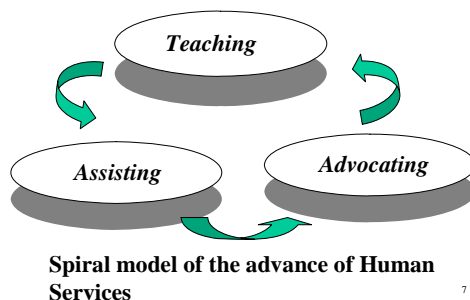 Teaching
Assisting
Advocating
Spiral model of the advance of Human
Services
7